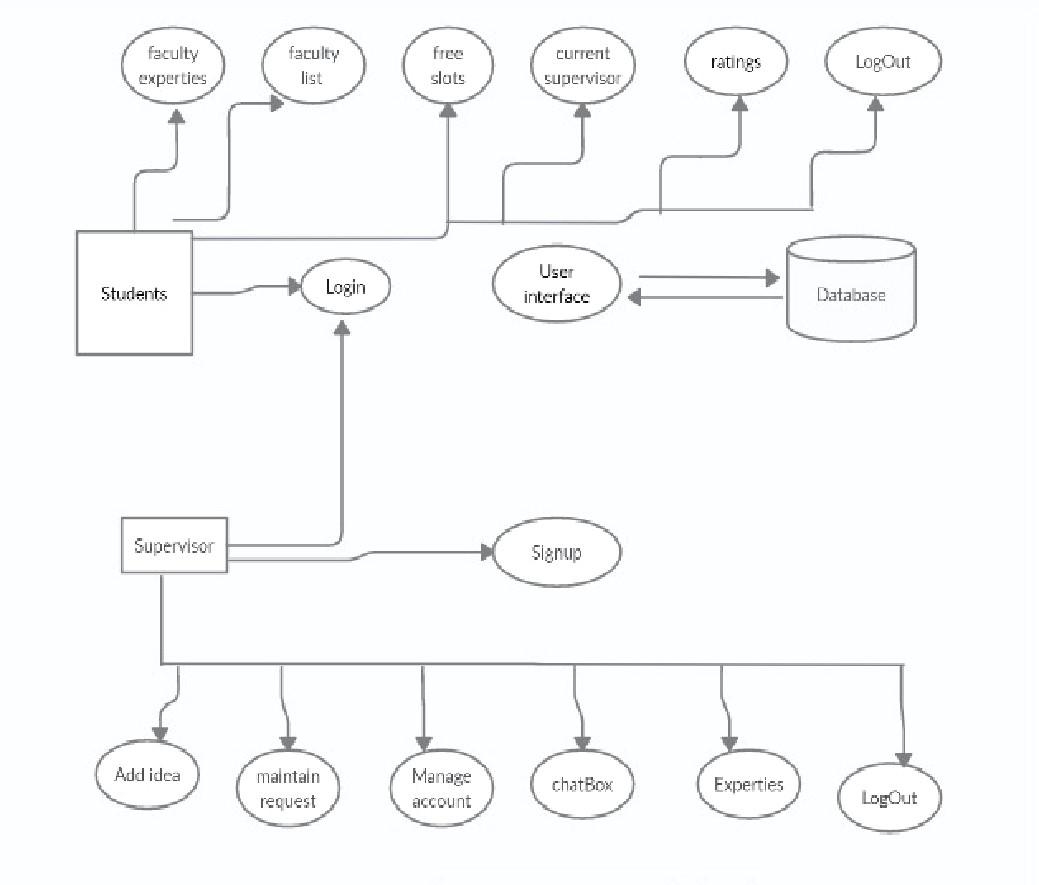 faculty
experties
faculty
list
free
slots
current
supervisor
ratings
LogOut
Students
Login
User
interface
Database
Supervisor
Signup
Add idea
maintain
request
Manage
account
chatBox
Experties
LogOut